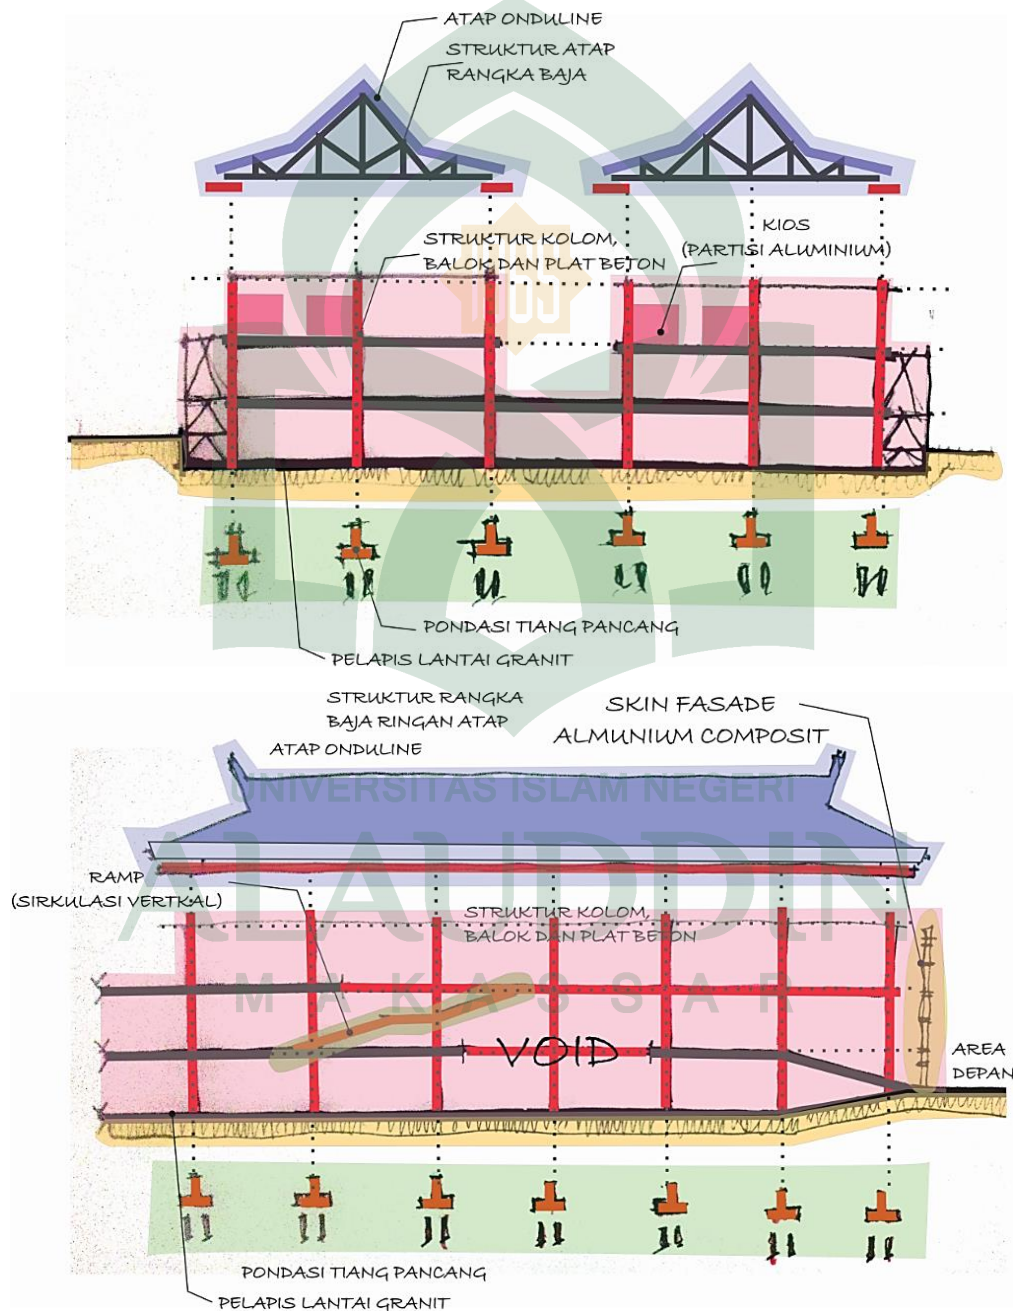 ATAP ONDULINE
STRUKTUR ATAP
RANGKA BAJA
KIOS
(PARTISI ALUMINIUM)
STRUKTUR KOLOM,
BALOK DAN PLAT BETON
1965
PONDASI TIANG PANCANG
PELAPIS LANTAI GRANIT
STRUKTUR RANGKA
BAJA RINGAN ATAP
ATAP ONDULINE
SKIN FASADE
ALMUNIUM COMPOSIT
UNIVERSITAS ISLAM NEGERI
ALAUDDIN
MAKASSAR
RAMP
(SIRKULASI VERTKAL)
STRUKTUR KOLOM,
BALOK DAN PLAT BETON
VOID
AREA
DEPAN
PONDASI TIANG PANCANG
PELAPIS LANTAI GRANIT